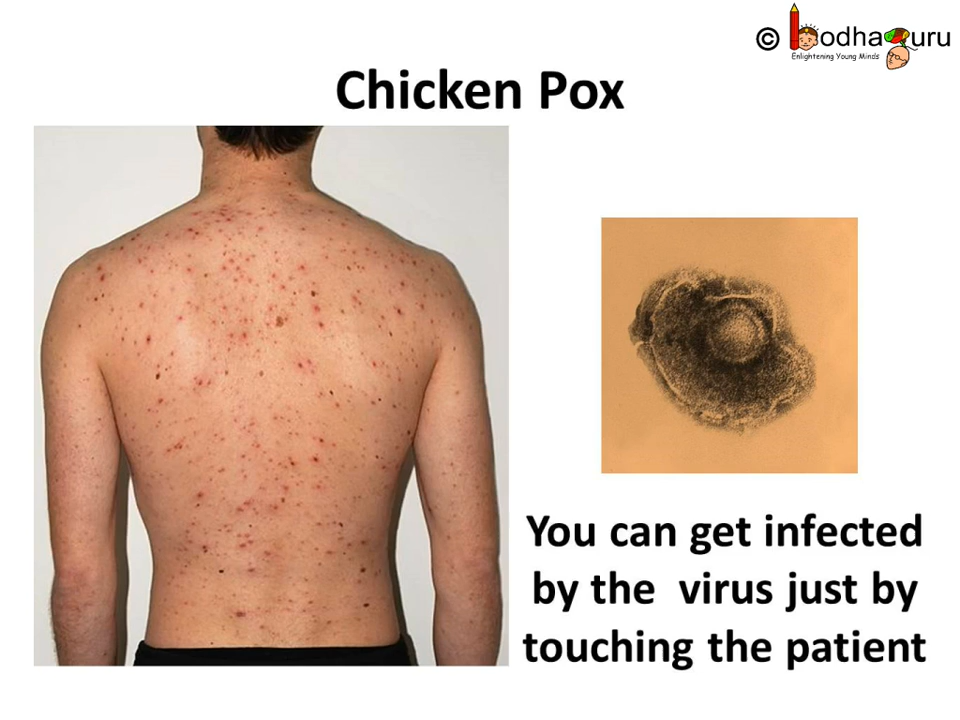 © BodhaGuru
Enlightening Young Minds
Chicken Pox
You can get infected
by the virus just by
touching the patient